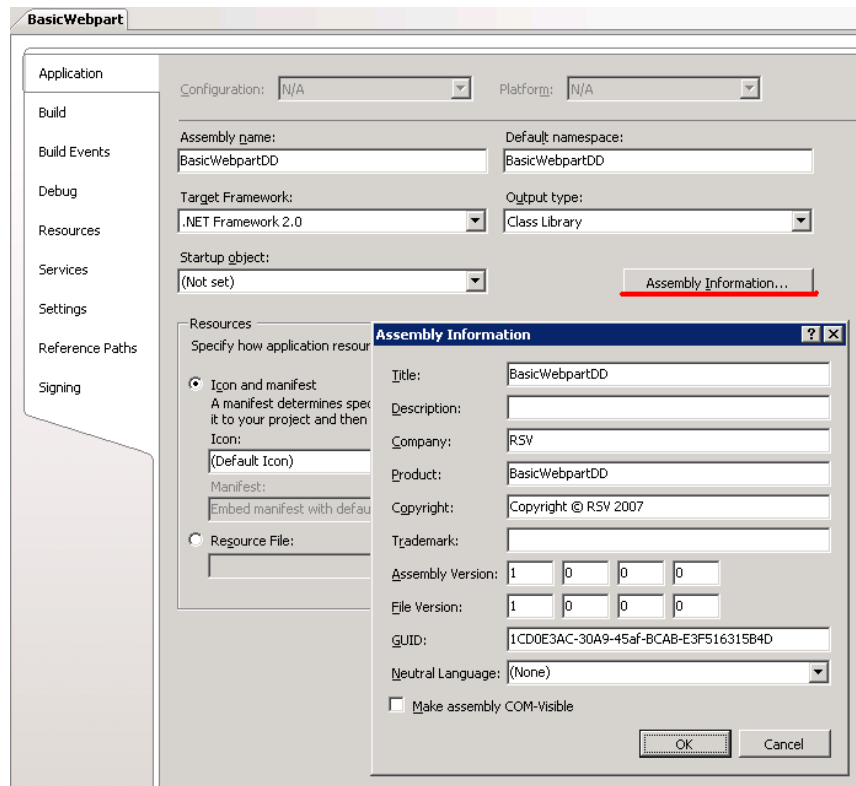 BasicWebpart
Application
Build
Build Events
Debug
Resources
Services
Settings
Reference Paths
Signing
Configuration: N/A Platform: N/A
Assembly name: Default namespace:
BasicWebpartDD BasicWebpartDD
Target Framework: Output type:
.NET Framework 2.0 Class Library
Startup object:
(Not set) Assembly Information...
Resources
Specify how application resour
Icon and manifest
A manifest determines spec
it to your project and then
Icon:
(Default Icon)
Manifest:
Embed manifest with defau
Resource File:
Assembly Information
Title: BasicWebpartDD
Description:
Company: RSV
Product: BasicWebpartDD
Copyright: Copyright © RSV 2007
Trademark:
Assembly Version: 1 0 0 0
File Version: 1 0 0 0
GUID: 1CD0E3AC-30A9-45af-BCAB-E3F516315B4D
Neutral Language: (None)
Make assembly COM-Visible
OK Cancel